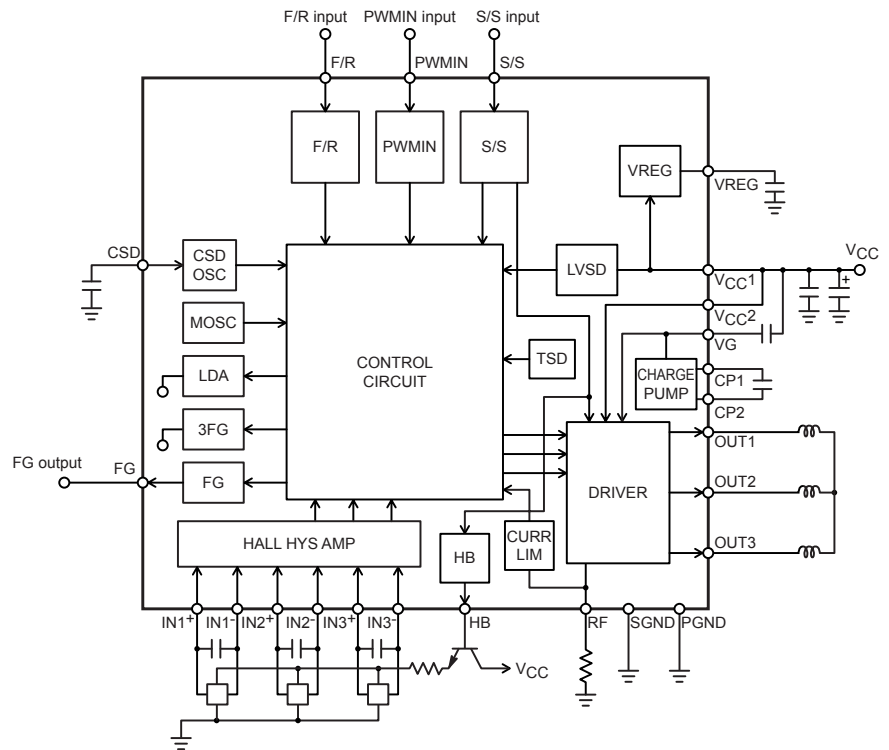 F/R input PWMIN input S/S input
F/R PWMIN S/S
F/R PWMIN S/S
VREG
VREG
CSD
CSD
OSC
LVSD
VCC
VCC1
MOSC
VCC2
VG
CONTROL
CIRCUIT
TSD
LDA
CHARGE
PUMP
CP1
CP2
3FG
OUT1
FG output
FG
FG
DRIVER
OUT2
HALL HYS AMP
HB
CURR
LIM
OUT3
IN1+ IN1- IN2+ IN2- IN3+ IN3- HB RF SGND PGND
VCC
+